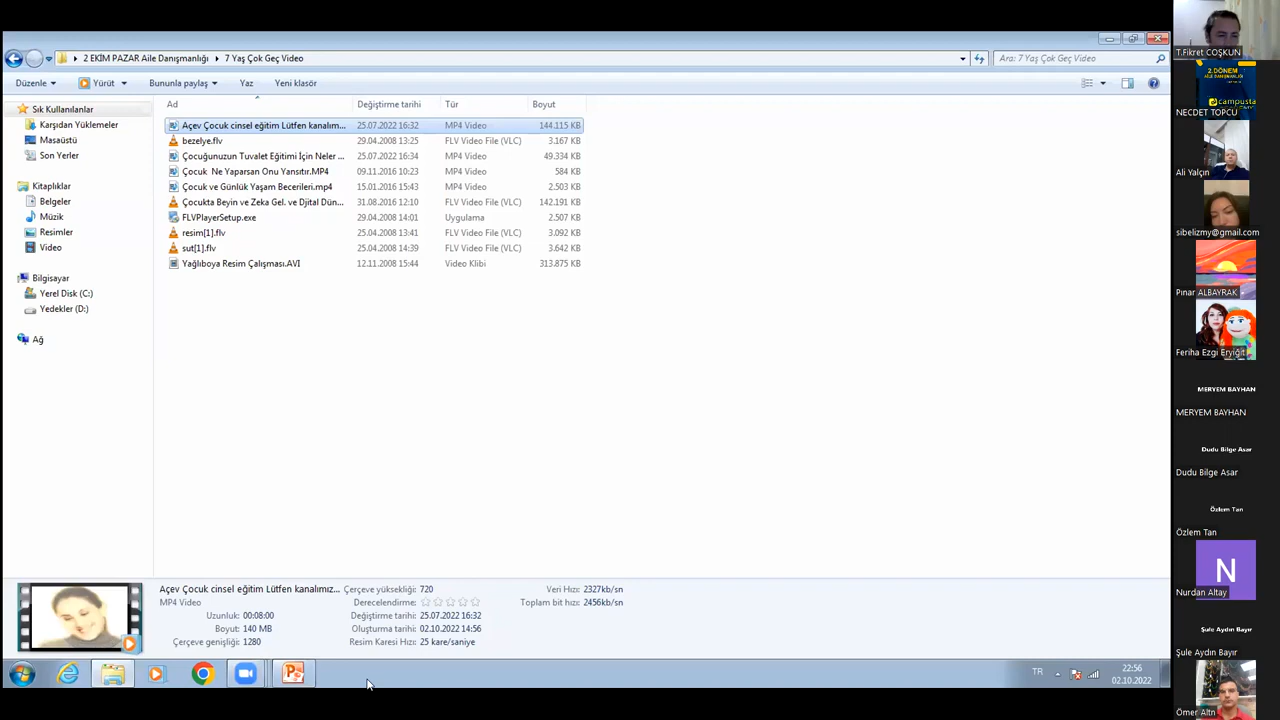 2 EKİM PAZAR Aile Danışmanlığı ▸ 7 Yaş Çok Geç Video
Ara: 7 Yaş Çok Geç Video
Düzenle
Yürüt
Bununla paylaş
Yaz
Yeni klasör
Sık Kullanılanlar
Karşıdan Yüklemeler
Masaüstü
Son Yerler
Kitaplıklar
Belgeler
Müzik
Resimler
Video
Bilgisayar
Yerel Disk (C:)
Yedekler (D:)
Ağ
Ad Değiştirme tarihi Tür Boyut
Açev Çocuk cinsel eğitim Lütfen kanalım... 25.07.2022 16:32 MP4 Video 144.115 KB
bezelye.flv 29.04.2008 13:25 FLV Video File (VLC) 3.167 KB
Çocuğunuzun Tuvalet Eğitimi İçin Neler ... 25.07.2022 16:34 MP4 Video 49.334 KB
Çocuk Ne Yaparsan Onu Yansıtır.MP4 09.11.2016 10:23 MP4 Video 584 KB
Çocuk ve Günlük Yaşam Becerileri.mp4 15.01.2016 15:43 MP4 Video 2.503 KB
Çocukta Beyin ve Zeka Gel. ve Djital Dün... 31.08.2016 12:10 FLV Video File (VLC) 142.191 KB
FLVPlayerSetup.exe 29.04.2008 14:01 Uygulama 2.507 KB
resim[1].flv 25.04.2008 13:41 FLV Video File (VLC) 3.092 KB
sut[1].flv 25.04.2008 14:39 FLV Video File (VLC) 3.642 KB
Yağlıboya Resim Çalışması.AVI 12.11.2008 15:44 Video Klibi 313.875 KB
Açev Çocuk cinsel eğitim Lütfen kanalımız... Çerçeve yüksekliği: 720 Veri Hızı: 2327kb/sn
MP4 Video Derecelendirme: Toplam bit hızı: 2456kb/sn
Uzunluk: 00:08:00 Değiştirme tarihi: 25.07.2022 16:32
Boyut: 140 MB Oluşturma tarihi: 02.10.2022 14:56
Çerçeve genişliği: 1280 Resim Karesi Hızı: 25 kare/saniye
TR
22:56
02.10.2022
T.Fikret COŞKUN
2.DÖNEM
AİLE DANIŞMANLIĞI
campusta
NECDET TOPCU
Ali Yalçın
sibelizmy@gmail.com
Pınar ALBAYRAK
Feriha Ezgi Eryiğit
MERYEM BAYHAN
MERYEM BAYHAN
Dudu Bilge Asar
Dudu Bilge Asar
Özlem Tan
Özlem Tan
N
Nurdan Altay
Şule Aydın Bayır
Şule Aydın Bayır
Ömer Altn